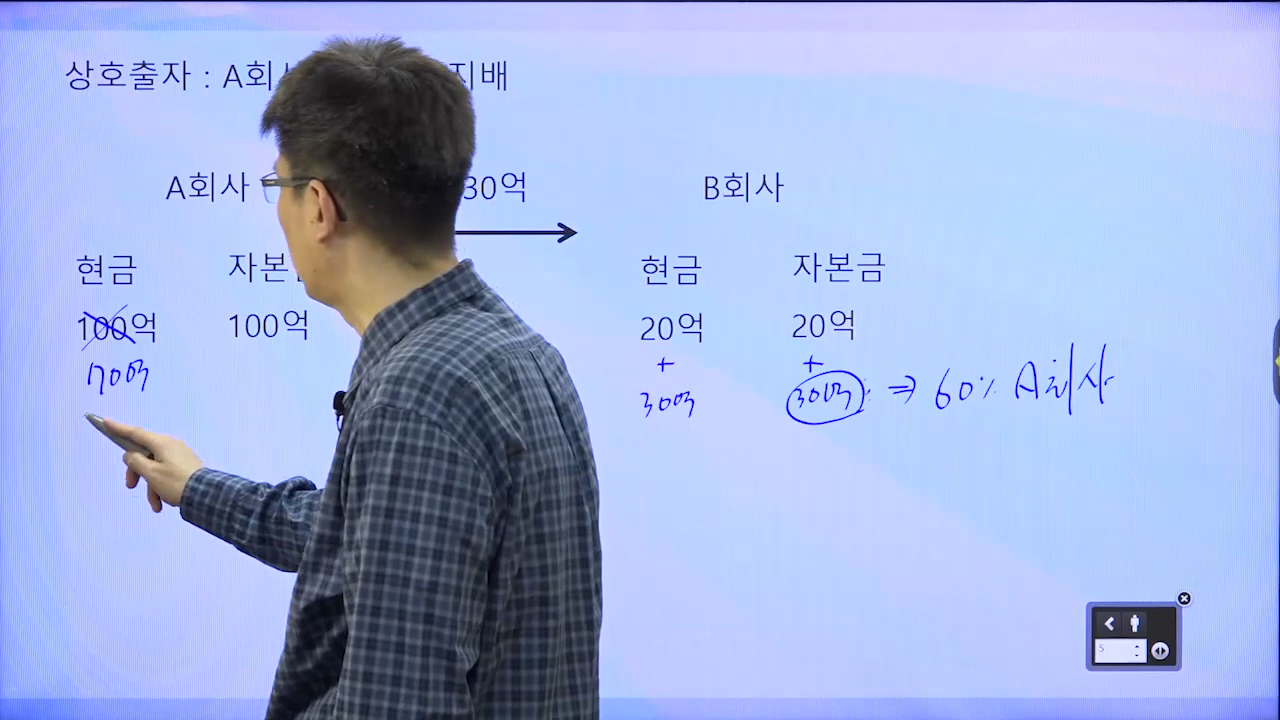 상호출자 : A회 지배
A회사 30억 B회사
현금 자본 현금 자본금
100억 100억 20억 20억
+ +
70억 30억 30억 ⇒ 60% A회사
5